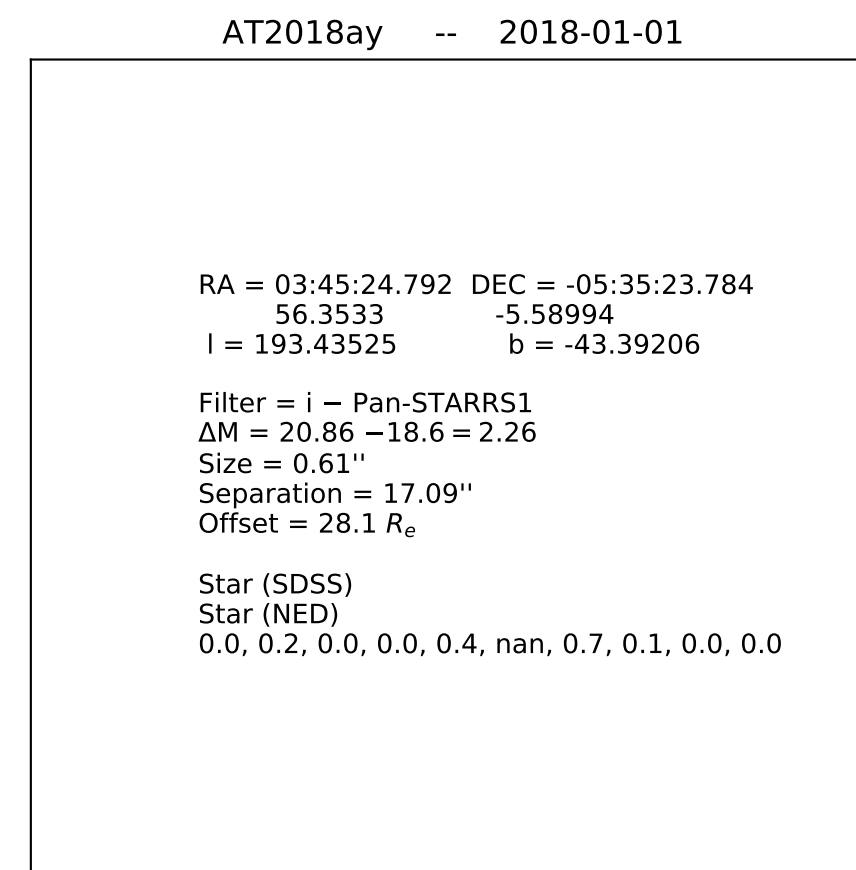 AT2018ay -- 2018-01-01
RA = 03:45:24.792 DEC = -05:35:23.784
56.3533 -5.58994
l = 193.43525 b = -43.39206
Filter = i − Pan-STARRS1
ΔM = 20.86 −18.6 = 2.26
Size = 0.61''
Separation = 17.09''
Offset = 28.1 Rₑ
Star (SDSS)
Star (NED)
0.0, 0.2, 0.0, 0.0, 0.4, nan, 0.7, 0.1, 0.0, 0.0